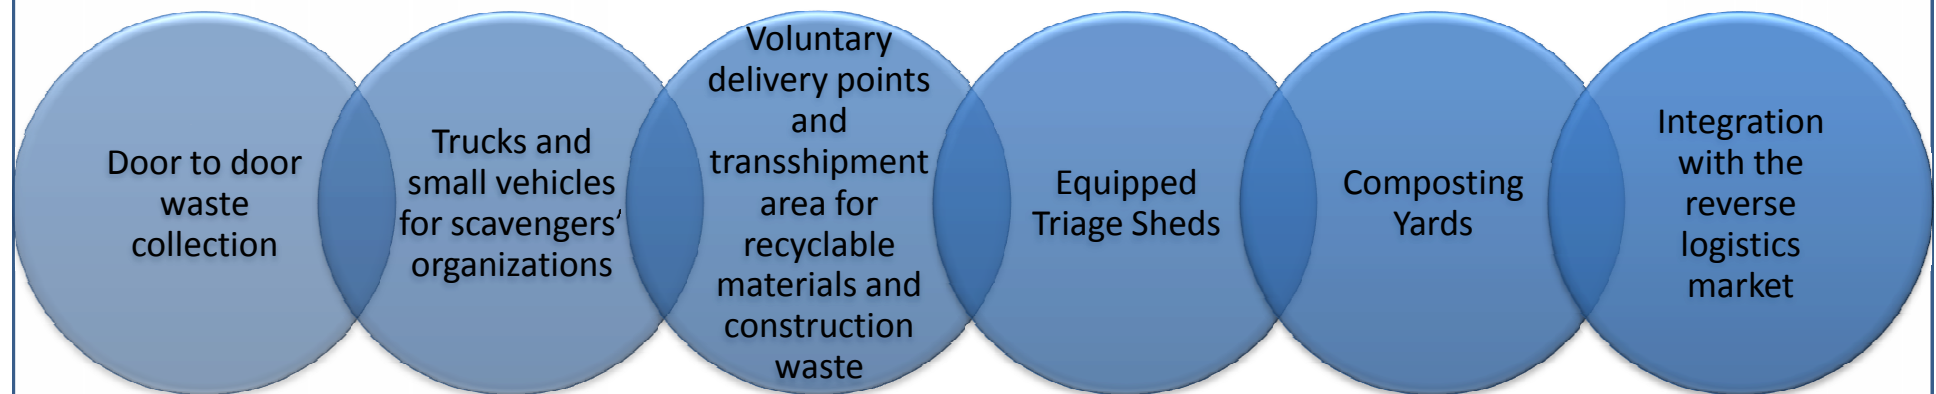 Door to door
waste
collection
Trucks and
small vehicles
for scavengers’
organizations
Voluntary
delivery points
and
transshipment
area for
recyclable
materials and
construction
waste
Equipped
Triage Sheds
Composting
Yards
Integration
with the
reverse
logistics
market